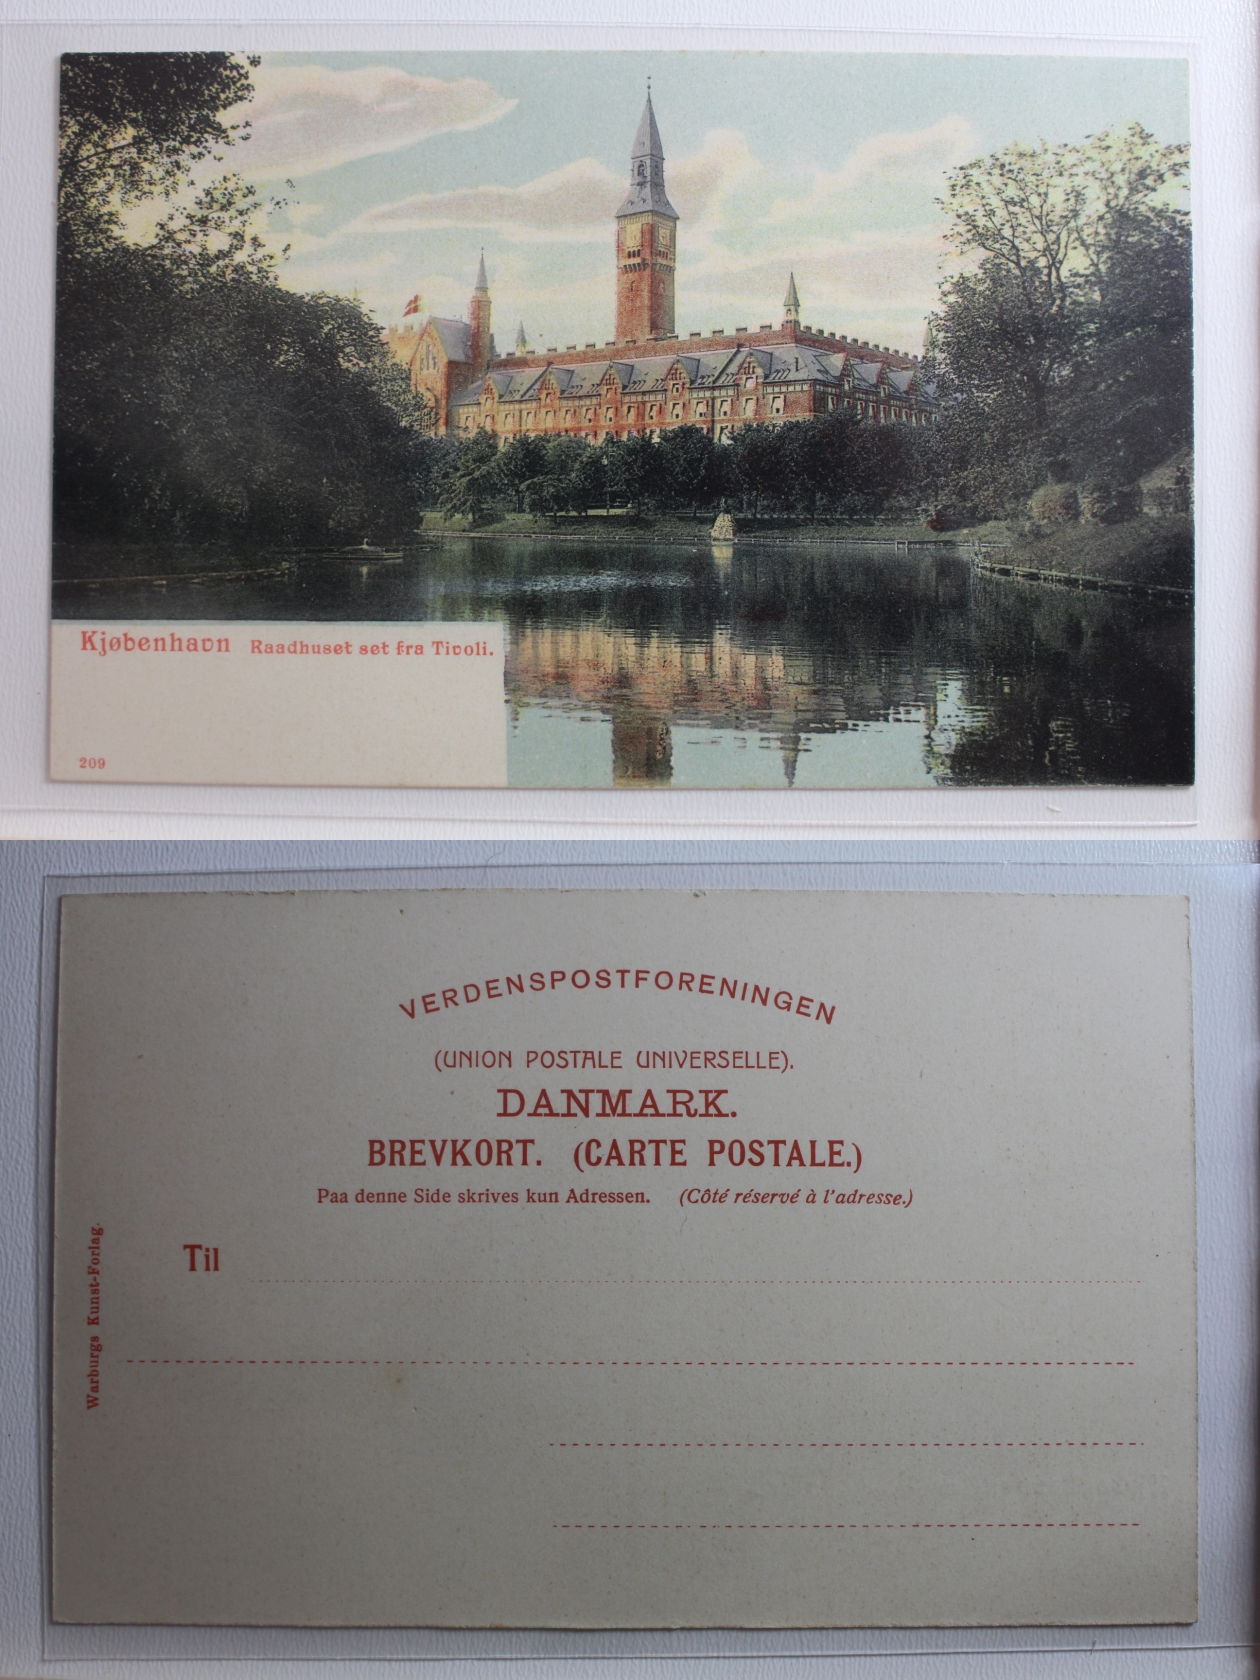 Kjøbenhavn Raadhuset set fra Tivoli.
209
VERDENSPOSTFORENINGEN
(UNION POSTALE UNIVERSELLE).
DANMARK.
BREVKORT. (CARTE POSTALE.)
Paa denne Side skrives kun Adressen. (Côté réservé à l'adresse.)
Til
Warburgs Kunst-Forlag.